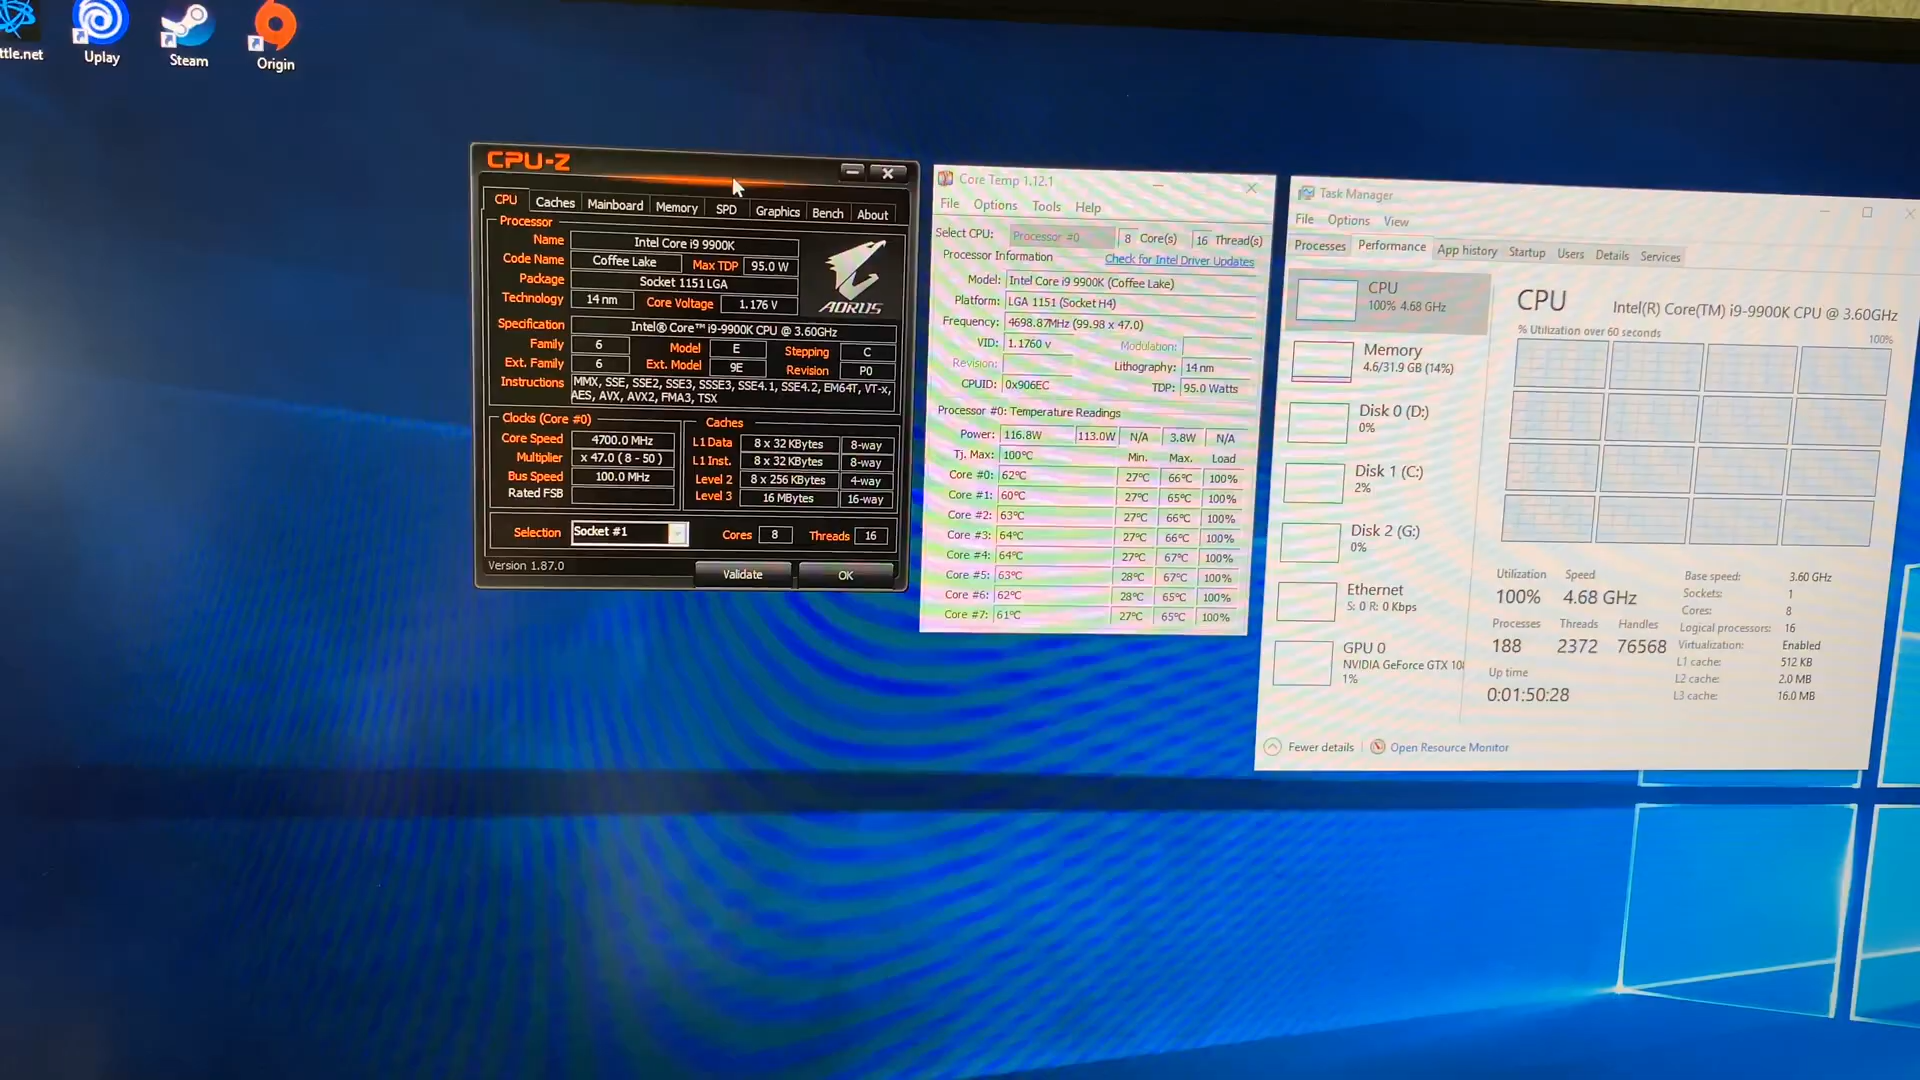 ttle.net
Uplay
Steam
Origin
CPU-Z
CPU Caches Mainboard Memory SPD Graphics Bench About
Processor
Name Intel Core i9 9900K
Code Name Coffee Lake Max TDP 95.0 W
Package Socket 1151 LGA
Technology 14 nm Core Voltage 1.176 V
AORUS
Specification Intel® Core™ i9-9900K CPU @ 3.60GHz
Family 6 Model E Stepping C
Ext. Family 6 Ext. Model 9E Revision P0
Instructions MMX, SSE, SSE2, SSE3, SSSE3, SSE4.1, SSE4.2, EM64T, VT-x,
AES, AVX, AVX2, FMA3, TSX
Clocks (Core #0)
Core Speed 4700.0 MHz
Multiplier x 47.0 ( 8 - 50 )
Bus Speed 100.0 MHz
Rated FSB
Caches
L1 Data 8 x 32 KBytes 8-way
L1 Inst. 8 x 32 KBytes 8-way
Level 2 8 x 256 KBytes 4-way
Level 3 16 MBytes 16-way
Selection Socket #1 Cores 8 Threads 16
Version 1.87.0
Validate OK
Core Temp 1.12.1
File Options Tools Help
Select CPU: Processor #0 8 Core(s) 16 Thread(s)
Processor Information Check for Intel Driver Updates
Model: Intel Core i9 9900K (Coffee Lake)
Platform: LGA 1151 (Socket H4)
Frequency: 4698.87MHz (99.98 x 47.0)
VID: 1.1760 v Modulation:
Revision: Lithography: 14 nm
CPUID: 0x906EC TDP: 95.0 Watts
Processor #0: Temperature Readings
Power: 116.8W 113.0W N/A 3.8W N/A
Tj. Max: 100°C Min. Max. Load
Core #0: 62°C 27°C 66°C 100%
Core #1: 60°C 27°C 65°C 100%
Core #2: 63°C 27°C 66°C 100%
Core #3: 64°C 27°C 66°C 100%
Core #4: 64°C 27°C 67°C 100%
Core #5: 63°C 28°C 67°C 100%
Core #6: 62°C 28°C 65°C 100%
Core #7: 61°C 27°C 65°C 100%
Task Manager
File Options View
Processes Performance App history Startup Users Details Services
CPU
100% 4.68 GHz
Memory
4.6/31.9 GB (14%)
Disk 0 (D:)
0%
Disk 1 (C:)
2%
Disk 2 (G:)
0%
Ethernet
S: 0 R: 0 Kbps
GPU 0
NVIDIA GeForce GTX 108
1%
CPU Intel(R) Core(TM) i9-9900K CPU @ 3.60GHz
% Utilization over 60 seconds 100%
Utilization Speed
100% 4.68 GHz
Processes Threads Handles
188 2372 76568
Up time
0:01:50:28
Base speed: 3.60 GHz
Sockets: 1
Cores: 8
Logical processors: 16
Virtualization: Enabled
L1 cache: 512 KB
L2 cache: 2.0 MB
L3 cache: 16.0 MB
Fewer details Open Resource Monitor